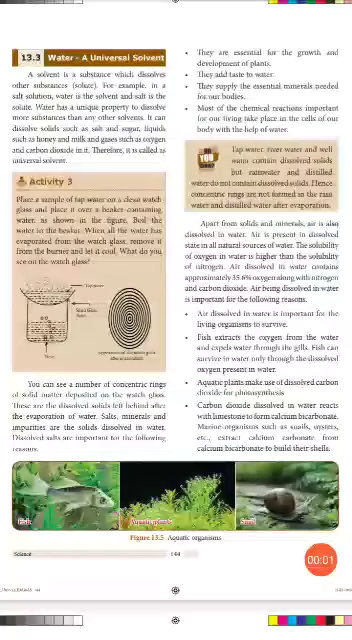 13.3 Water - A Universal Solvent
A solvent is a substance which dissolves
other substances (solute). For example, in a
salt solution, water is the solvent and salt is the
solute. Water has a unique property to dissolve
more substances than any other solvents. It can
dissolve solids such as salt and sugar, liquids
such as honey and milk and gases such as oxygen
and carbon dioxide in it. Therefore, it is called as
universal solvent.
Activity 3
Place a sample of tap water on a clean watch
glass and place it over a beaker containing
water, as shown in the figure. Boil the
water in the beaker. When all the water has
evaporated from the watch glass, remove it
from the burner and let it cool. What do you
see on the watch glass?
Tap water
You can see a number of concentric rings
of solid matter deposited on the watch glass.
These are the dissolved solids left behind after
the evaporation of water. Salts, minerals and
impurities are the solids dissolved in water.
Dissolved salts are important for the following
reasons.
• They are essential for the growth and
development of plants.
• They add taste to water.
• They supply the essential minerals needed
for our bodies.
• Most of the chemical reactions important
for our living take place in the cells of our
body with the help of water.
DO YOU KNOW?
Tap water, river water and well
water contain dissolved solids
but rainwater and distilled
water do not contain dissolved solids. Hence
concentric rings are not formed in the rain
water and distilled water after evaporation.
Apart from solids and minerals, air is also
dissolved in water. Air is present in dissolved
state in all natural sources of water. The solubility
of oxygen in water is higher than the solubility
of nitrogen. Air dissolved in water contains
approximately 35.6% oxygen along with nitrogen
and carbon dioxide. Air being dissolved in water
is important for the following reasons.
• Air dissolved in water is important for the
living organisms to survive.
• Fish extracts the oxygen from the water
and expels water through the gills. Fish can
survive in water only through the dissolved
oxygen present in water.
• Aquatic plants make use of dissolved carbon
dioxide for photosynthesis
• Carbon dioxide dissolved in water reacts
with limestone to form calcium bicarbonate.
Marine organisms such as snails, oysters,
etc., extract calcium carbonate from
calcium bicarbonate to build their shells.
Fish
Aquatic plants
Snail
Figure 13.5 Aquatic organisms
Science
144
00:01